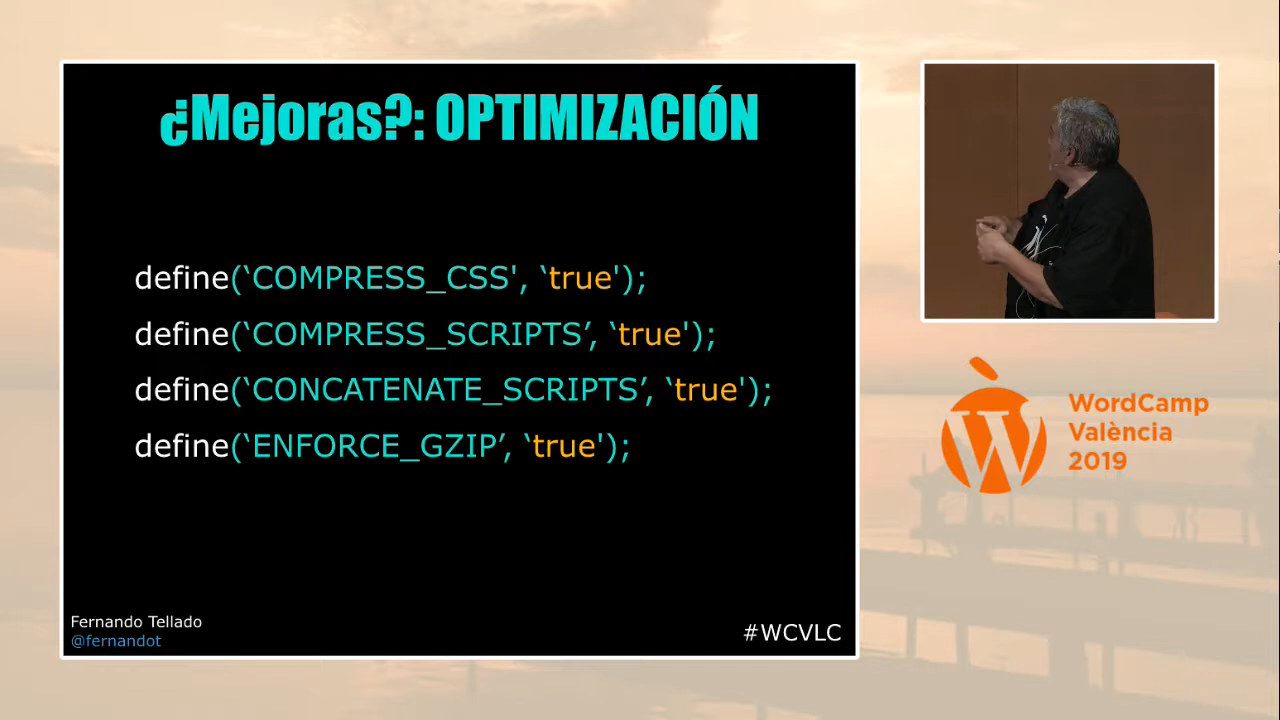 ¿Mejoras?: OPTIMIZACIÓN
define(‘COMPRESS_CSS', ‘true');
define(‘COMPRESS_SCRIPTS’, ‘true');
define(‘CONCATENATE_SCRIPTS’, ‘true');
define(‘ENFORCE_GZIP’, ‘true');
Fernando Tellado
@fernandot
#WCVLC
WordCamp
València
2019